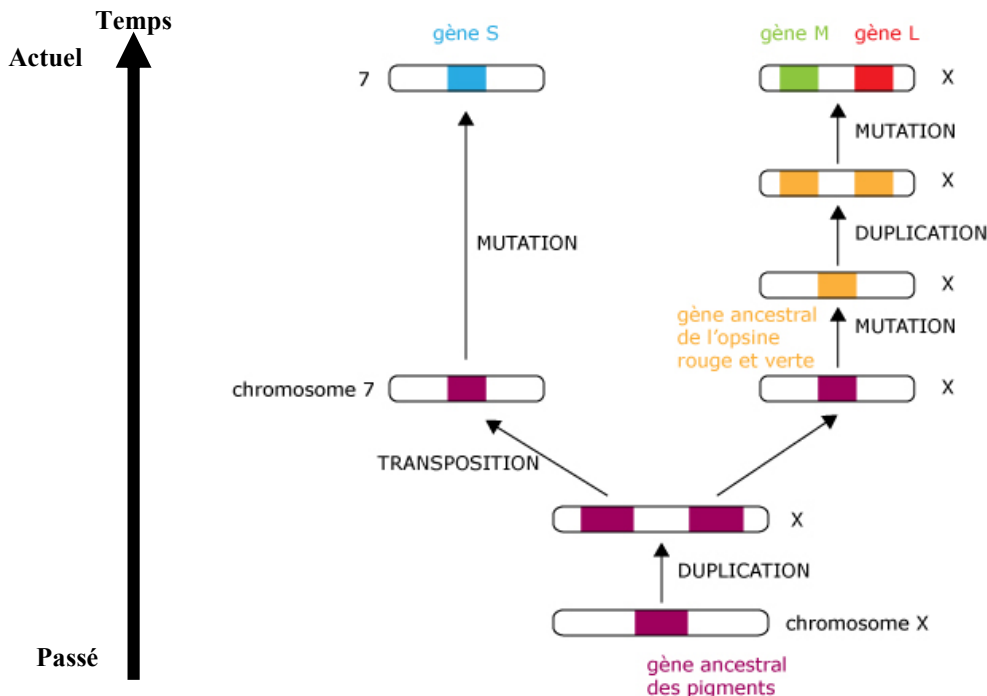 Temps
Actuel
gène S
gène M
gène L
7
X
MUTATION
X
MUTATION
DUPLICATION
X
gène ancestral
de l'opsine
rouge et verte
MUTATION
chromosome 7
X
TRANSPOSITION
X
DUPLICATION
chromosome X
Passé
gène ancestral
des pigments